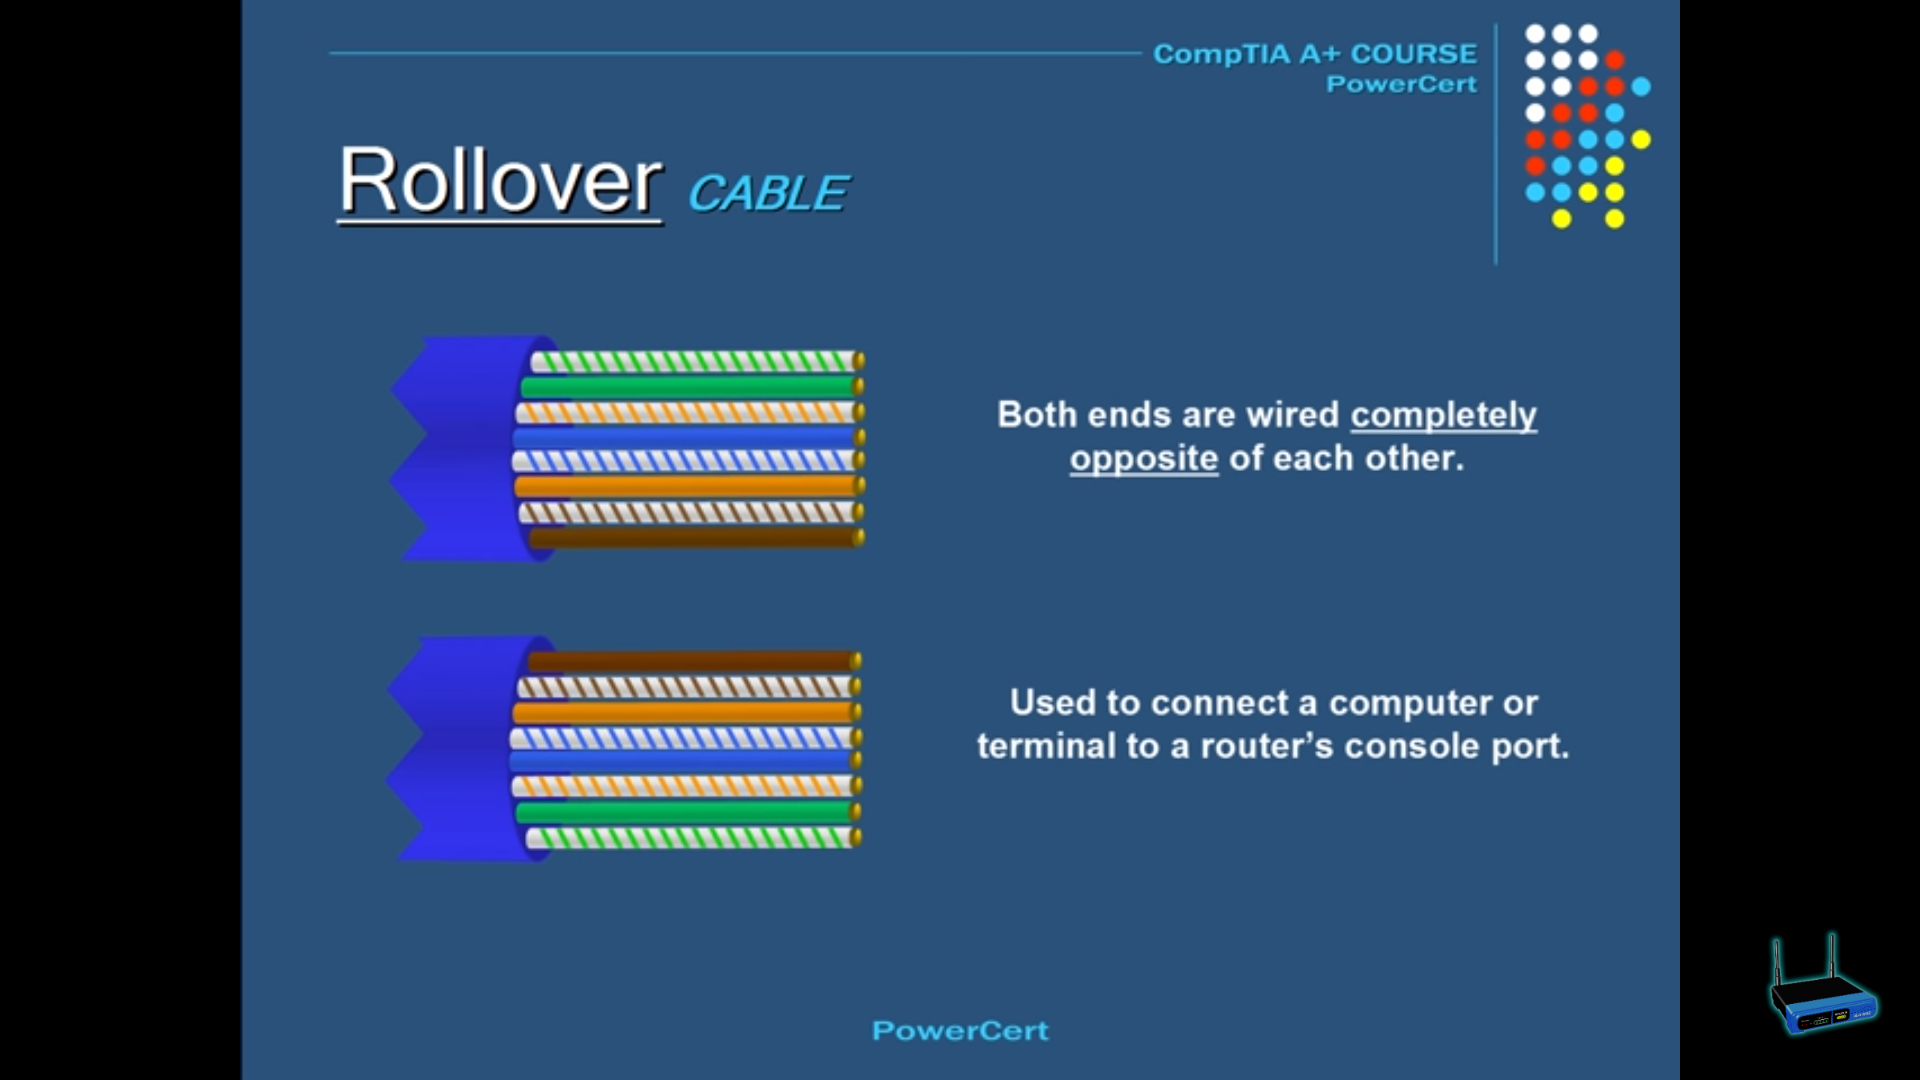 CompTIA A+ COURSE
PowerCert
Rollover CABLE
Both ends are wired completely
opposite of each other.
Used to connect a computer or
terminal to a router’s console port.
PowerCert